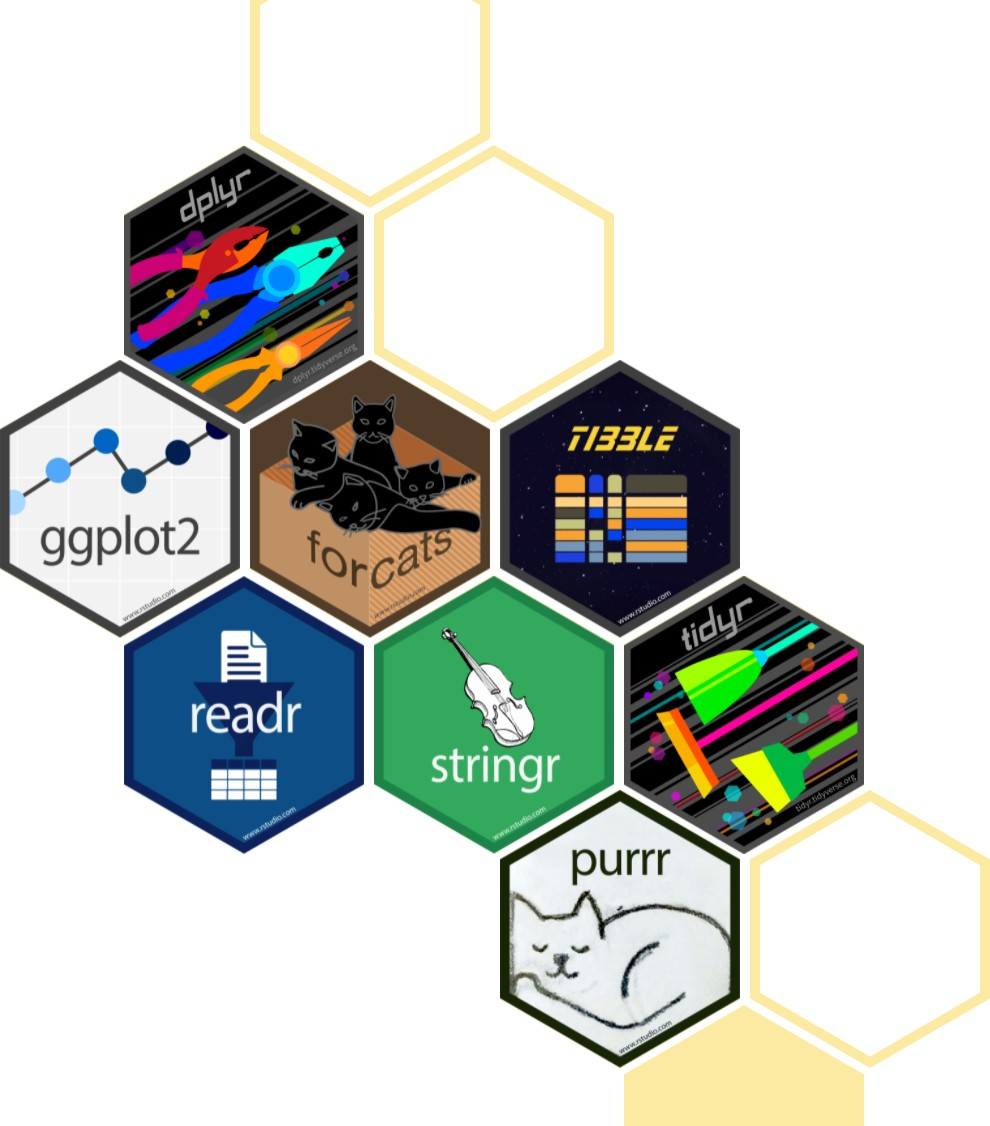 dplyr
dplyr.tidyverse.org
ggplot2
www.rstudio.com
forcats
www.rstudio.com
TIBBLE
www.rstudio.com
readr
www.rstudio.com
stringr
www.rstudio.com
tidyr
tidyr.tidyverse.org
purrr
www.rstudio.com